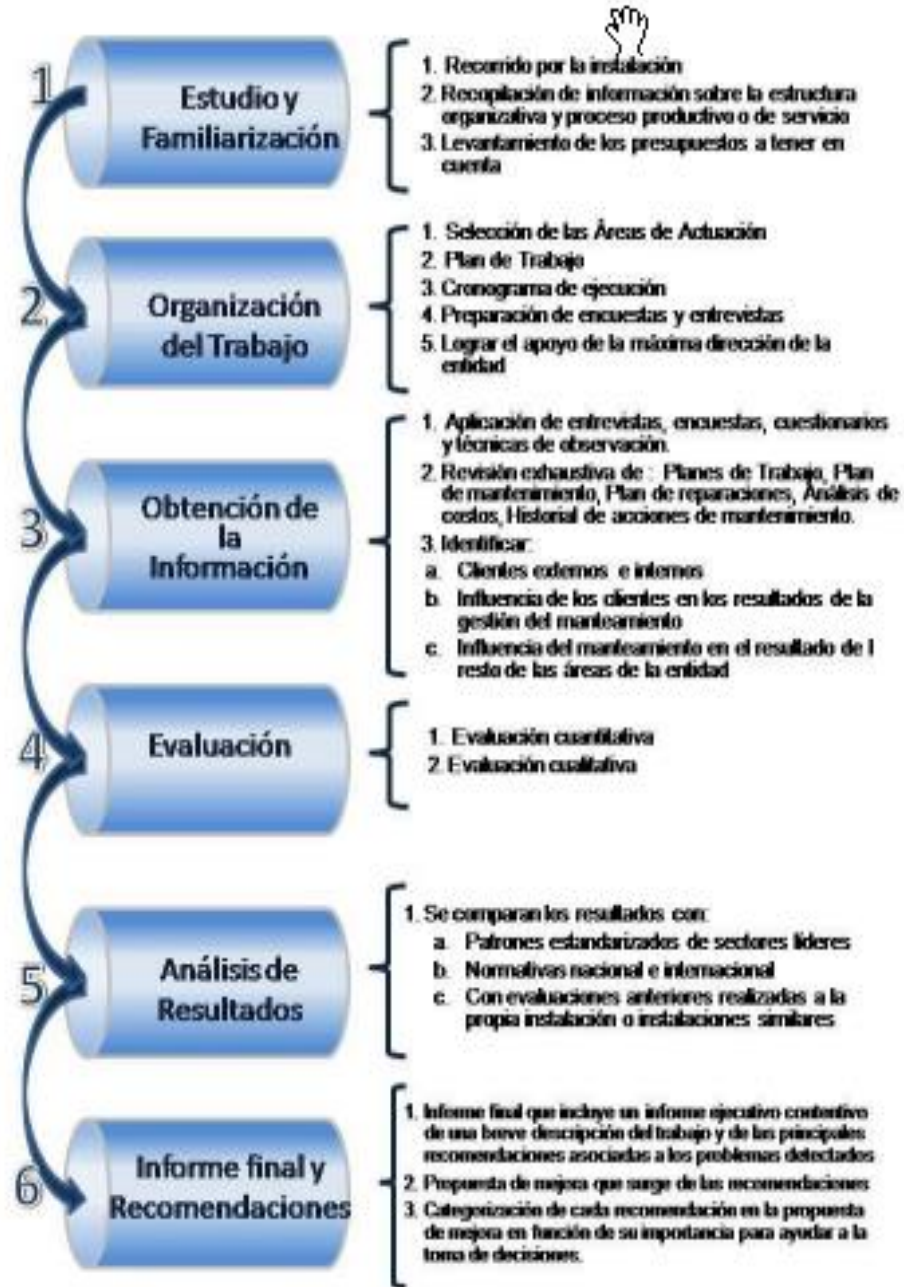 1
Estudio y
Familiarización
1. Recorrido por la instalación
2. Recopilación de información sobre la estructura
organizativa y proceso productivo o de servicio
3. Levantamiento de los presupuestos a tener en
cuenta
2
Organización
del Trabajo
1. Selección de las Áreas de Actuación
2. Plan de Trabajo
3. Cronograma de ejecución
4. Preparación de encuestas y entrevistas
5. Lograr el apoyo de la máxima dirección de la
entidad
3
Obtención de
la
Información
1. Aplicación de entrevistas, encuestas, cuestionarios
y técnicas de observación.
2. Revisión exhaustiva de : Planes de Trabajo, Plan
de mantenimiento, Plan de reparaciones, Análisis de
costos, Historial de acciones de mantenimiento.
3. Identificar:
a. Clientes externos e internos
b. Influencia de los clientes en los resultados de la
gestión del manteamiento
c. Influencia del manteamiento en el resultado de l
resto de las áreas de la entidad
4
Evaluación
1. Evaluación cuantitativa
2. Evaluación cualitativa
5
Análisis de
Resultados
1. Se comparan los resultados con:
a. Patrones estandarizados de sectores líderes
b. Normativas nacional e internacional
c. Con evaluaciones anteriores realizadas a la
propia instalación o instalaciones similares
6
Informe final y
Recomendaciones
1. Informe final que incluye un informe ejecutivo contentivo
de una breve descripción del trabajo y de las principales
recomendaciones asociadas a los problemas detectados
2. Propuesta de mejora que surge de las recomendaciones
3. Categorización de cada recomendación en la propuesta
de mejora en función de su importancia para ayudar a la
toma de decisiones.